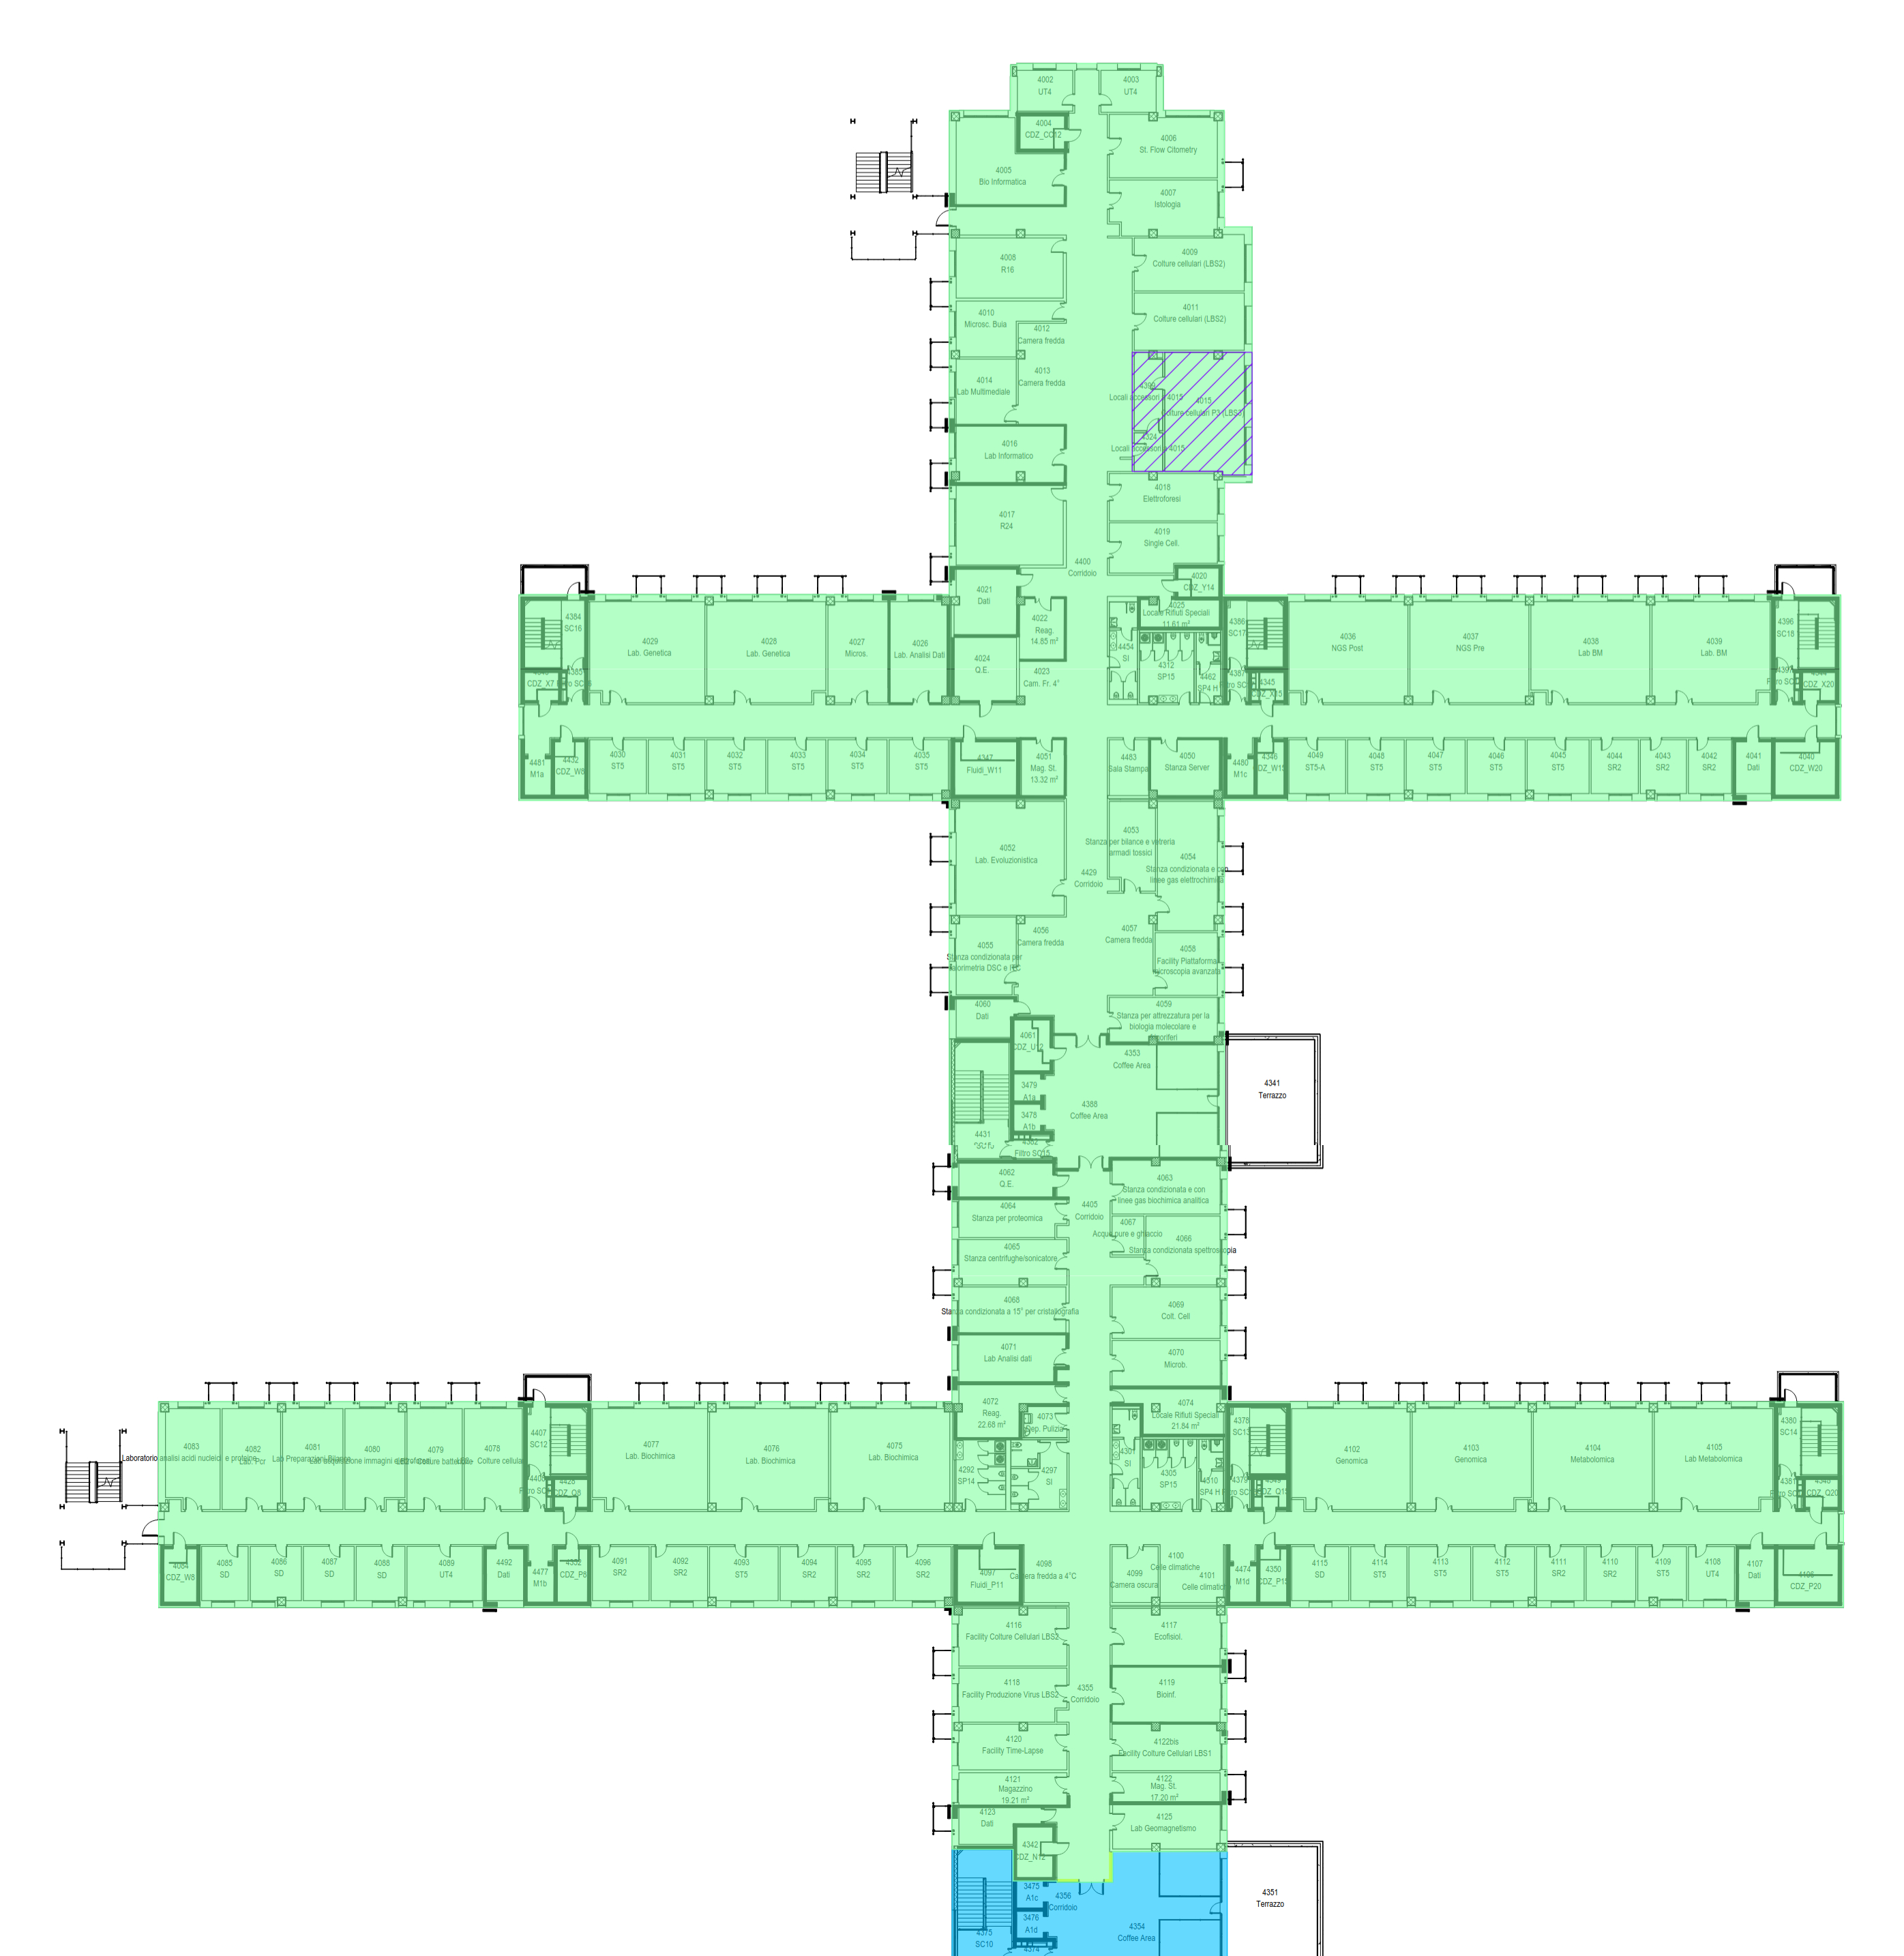 4002
UT4
4003
UT4
4004
CDZ_CC12
4006
St. Flow Citometry
4005
Bio Informatica
4007
Istologia
4008
R16
4009
Colture cellulari (LBS2)
4010
Microsc. Buia
4011
Colture cellulari (LBS2)
4012
Camera fredda
4013
Camera fredda
4014
Lab Multimediale
4399
Locali accessori 4015
4015
Colture cellulari P3 (LBS3)
4324
Locali accessori 4015
4016
Lab Informatico
4018
Elettroforesi
4017
R24
4019
Single Cell.
4400
Corridoio
4020
CDZ_Y14
4021
Dati
4022
Reag.
14.85 m²
4025
Locale Rifiuti Speciali
11.61 m²
4384
SC16
4029
Lab. Genetica
4028
Lab. Genetica
4027
Micros.
4026
Lab. Analisi Dati
4024
Q.E.
4023
Cam. Fr. 4°
4454
SI
4312
SP15
4462
SP4 H
4386
SC17
4387
4345
4036
NGS Post
4037
NGS Pre
4038
Lab BM
4039
Lab. BM
4396
SC18
CDZ_X20
4481
M1a
4432
CDZ_W8
4030
ST5
4031
ST5
4032
ST5
4033
ST5
4034
ST5
4035
ST5
4347
Fluidi_W11
4051
Mag. St.
13.32 m²
4483
Sala Stampa
4050
Stanza Server
4480
M1c
4346
4049
ST5-A
4048
ST5
4047
ST5
4046
ST5
4045
ST5
4044
SR2
4043
SR2
4042
SR2
4041
Dati
4040
CDZ_W20
4052
Lab. Evoluzionistica
4053
Stanza per bilance e vetreria
armadi tossici
4054
Stanza condizionata e con
linee gas elettrochimica
4429
Corridoio
4055
Stanza condizionata per
calorimetria DSC e ITC
4056
Camera fredda
4057
Camera fredda
4058
Facility Piattaforma
microscopia avanzata
4060
Dati
4059
Stanza per attrezzatura per la
biologia molecolare e
4061
CDZ_U12
4353
Coffee Area
3479
A1a
3478
A1b
4388
Coffee Area
4341
Terrazzo
4431
4382
Filtro SC15
4062
Q.E.
4063
Stanza condizionata e con
linee gas biochimica analitica
4064
Stanza per proteomica
4405
Corridoio
4067
Acque pure e ghiaccio
4066
Stanza condizionata spettroscopia
4065
Stanza centrifughe/sonicatore
4068
Stanza condizionata a 15° per cristallografia
4069
Colt. Cell
4071
Lab Analisi dati
4070
Microb.
4072
Reag.
22.68 m²
4073
Dep. Pulizia
4074
Locale Rifiuti Speciali
21.84 m²
4083
Laboratorio analisi acidi nucleici e proteine
4082
Lab. Pcr
4081
4080
4079
4078
4407
SC12
4428
CDZ_Q8
4077
Lab. Biochimica
4076
Lab. Biochimica
4075
Lab. Biochimica
4292
SP14
4297
SI
4301
SI
4305
SP15
4310
SP4 H
4378
SC13
4379
4102
Genomica
4103
Genomica
4104
Metabolomica
4105
Lab Metabolomica
4380
SC14
4381
CDZ_Q20
4084
CDZ_W8
4085
SD
4086
SD
4087
SD
4088
SD
4089
UT4
4492
Dati
4477
M1b
4352
CDZ_P8
4091
SR2
4092
SR2
4093
ST5
4094
SR2
4095
SR2
4096
SR2
4097
Fluidi_P11
4098
Camera fredda a 4°C
4099
Camera oscura
4100
Celle climatiche
4101
Celle climatiche
4474
M1d
4350
4115
SD
4114
ST5
4113
ST5
4112
ST5
4111
SR2
4110
SR2
4109
ST5
4108
UT4
4107
Dati
4106
CDZ_P20
4116
Facility Colture Cellulari LBS2
4117
Ecofisiol.
4118
Facility Produzione Virus LBS2
4355
Corridoio
4119
Bioinf.
4120
Facility Time-Lapse
4122bis
Facility Colture Cellulari LBS1
4121
Magazzino
19.21 m²
4122
Mag. St.
17.20 m²
4123
Dati
4125
Lab Geomagnetismo
4342
CDZ_N12
3475
A1c
4356
Corridoio
4351
Terrazzo
3476
A1d
4354
Coffee Area
4375
SC10
4374